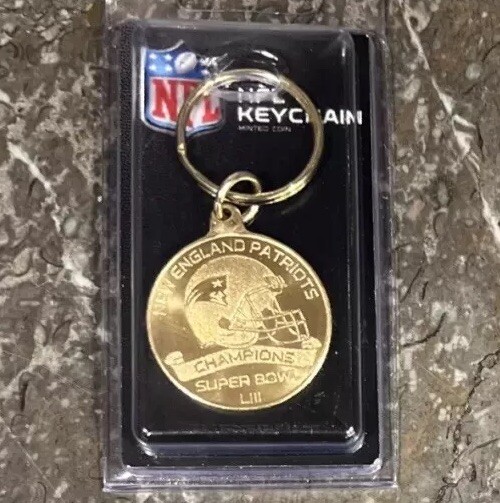 NFL
NFL
KEYCHAIN
MINTED COIN
NEW ENGLAND PATRIOTS
CHAMPIONS
SUPER BOWL
LIII